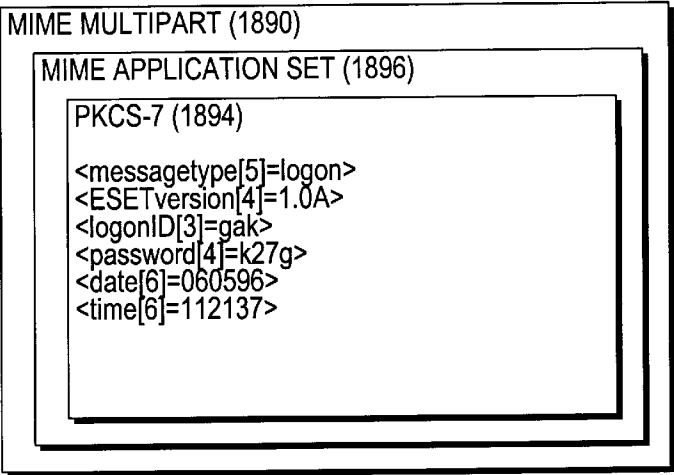 MIME MULTIPART (1890)
MIME APPLICATION SET (1896)
PKCS-7 (1894)
<messagetype[5]=logon>
<ESETversion[4]=1.0A>
<logonID[3]=gak>
<password[4]=k27g>
<date[6]=060596>
<time[6]=112137>